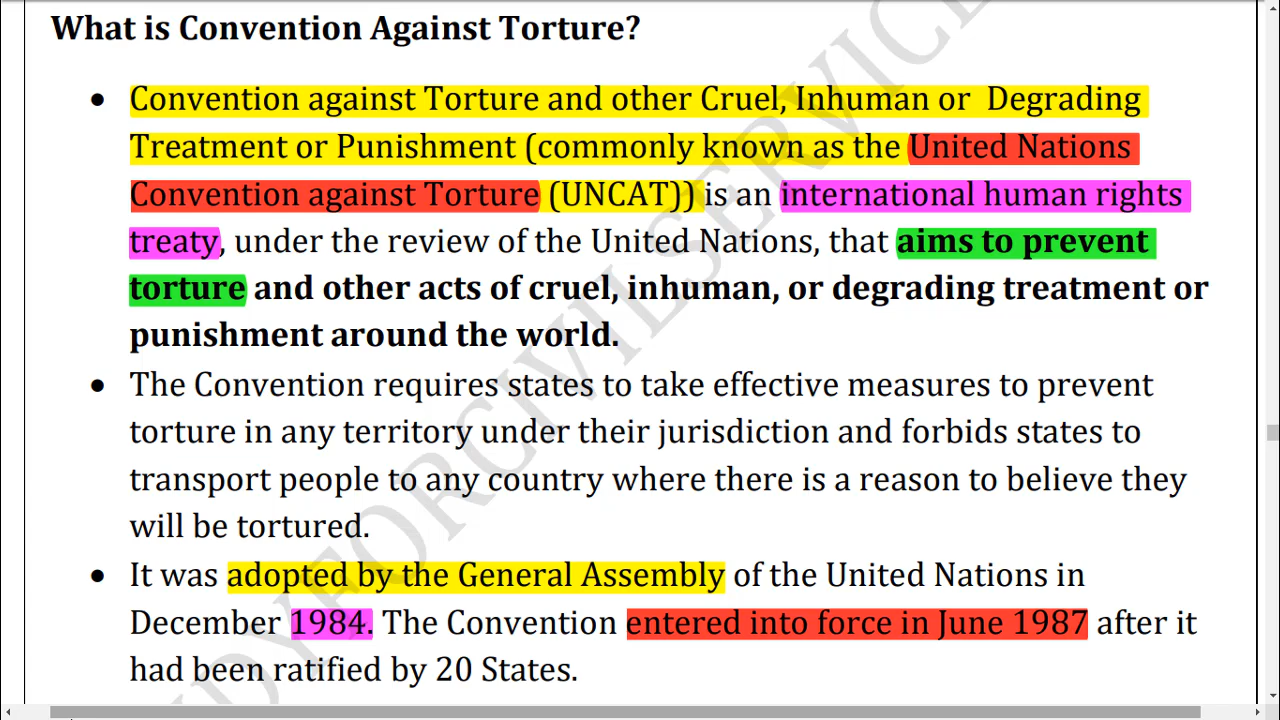 What is Convention Against Torture?
• Convention against Torture and other Cruel, Inhuman or Degrading
Treatment or Punishment (commonly known as the United Nations
Convention against Torture (UNCAT)) is an international human rights
treaty, under the review of the United Nations, that aims to prevent
torture and other acts of cruel, inhuman, or degrading treatment or
punishment around the world.
• The Convention requires states to take effective measures to prevent
torture in any territory under their jurisdiction and forbids states to
transport people to any country where there is a reason to believe they
will be tortured.
• It was adopted by the General Assembly of the United Nations in
December 1984. The Convention entered into force in June 1987 after it
had been ratified by 20 States.
DYFORCIVILSERVICE